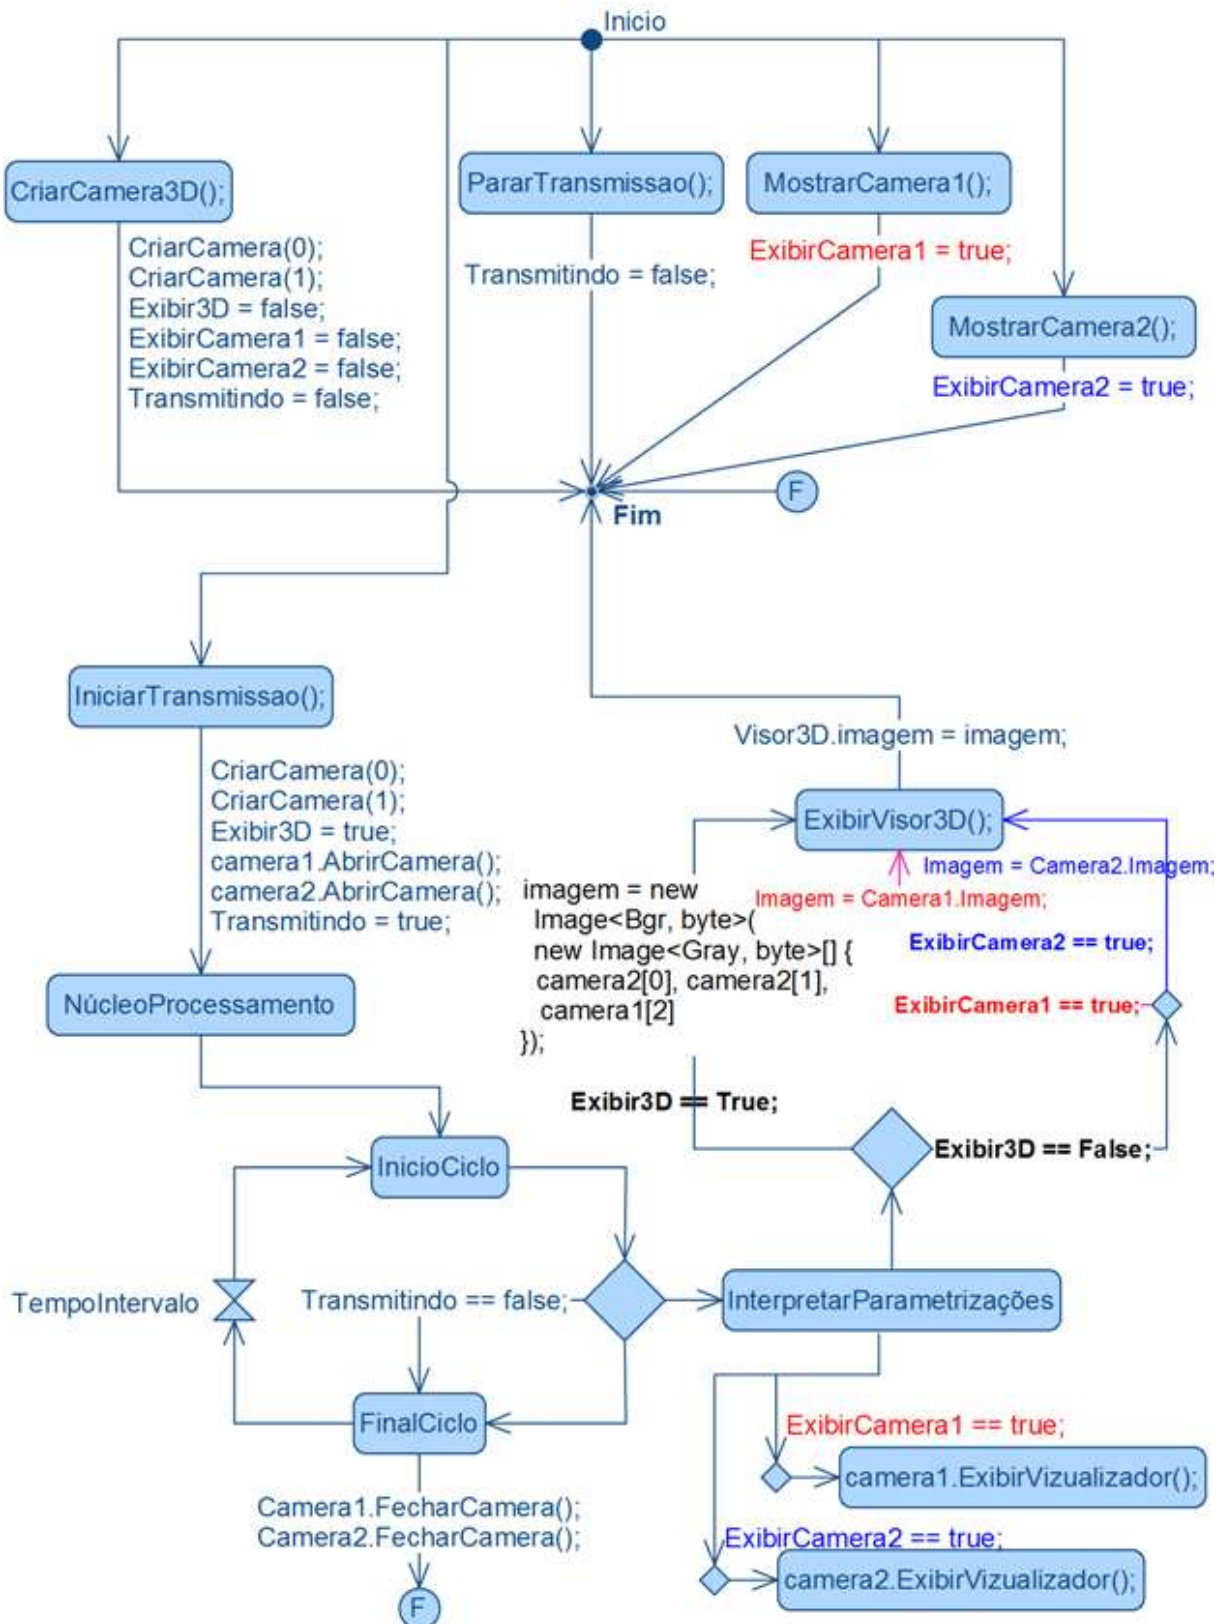 Inicio
CriarCamera3D();
PararTransmissao();
MostrarCamera1();
CriarCamera(0);
CriarCamera(1);
Exibir3D = false;
ExibirCamera1 = false;
ExibirCamera2 = false;
Transmitindo = false;
Transmitindo = false;
ExibirCamera1 = true;
MostrarCamera2();
ExibirCamera2 = true;
F
Fim
IniciarTransmissao();
CriarCamera(0);
CriarCamera(1);
Exibir3D = true;
camera1.AbrirCamera();
camera2.AbrirCamera();
Transmitindo = true;
NúcleoProcessamento
Visor3D.imagem = imagem;
ExibirVisor3D();
Imagem = Camera2.Imagem;
Imagem = Camera1.Imagem;
imagem = new
Image<Bgr, byte>(
new Image<Gray, byte>[] {
camera2[0], camera2[1],
camera1[2]
});
ExibirCamera2 == true;
ExibirCamera1 == true;
Exibir3D == True;
Exibir3D == False;
InicioCiclo
TempoIntervalo
Transmitindo == false;
InterpretarParametrizações
FinalCiclo
ExibirCamera1 == true;
camera1.ExibirVizualizador();
Camera1.FecharCamera();
Camera2.FecharCamera();
ExibirCamera2 == true;
camera2.ExibirVizualizador();
F